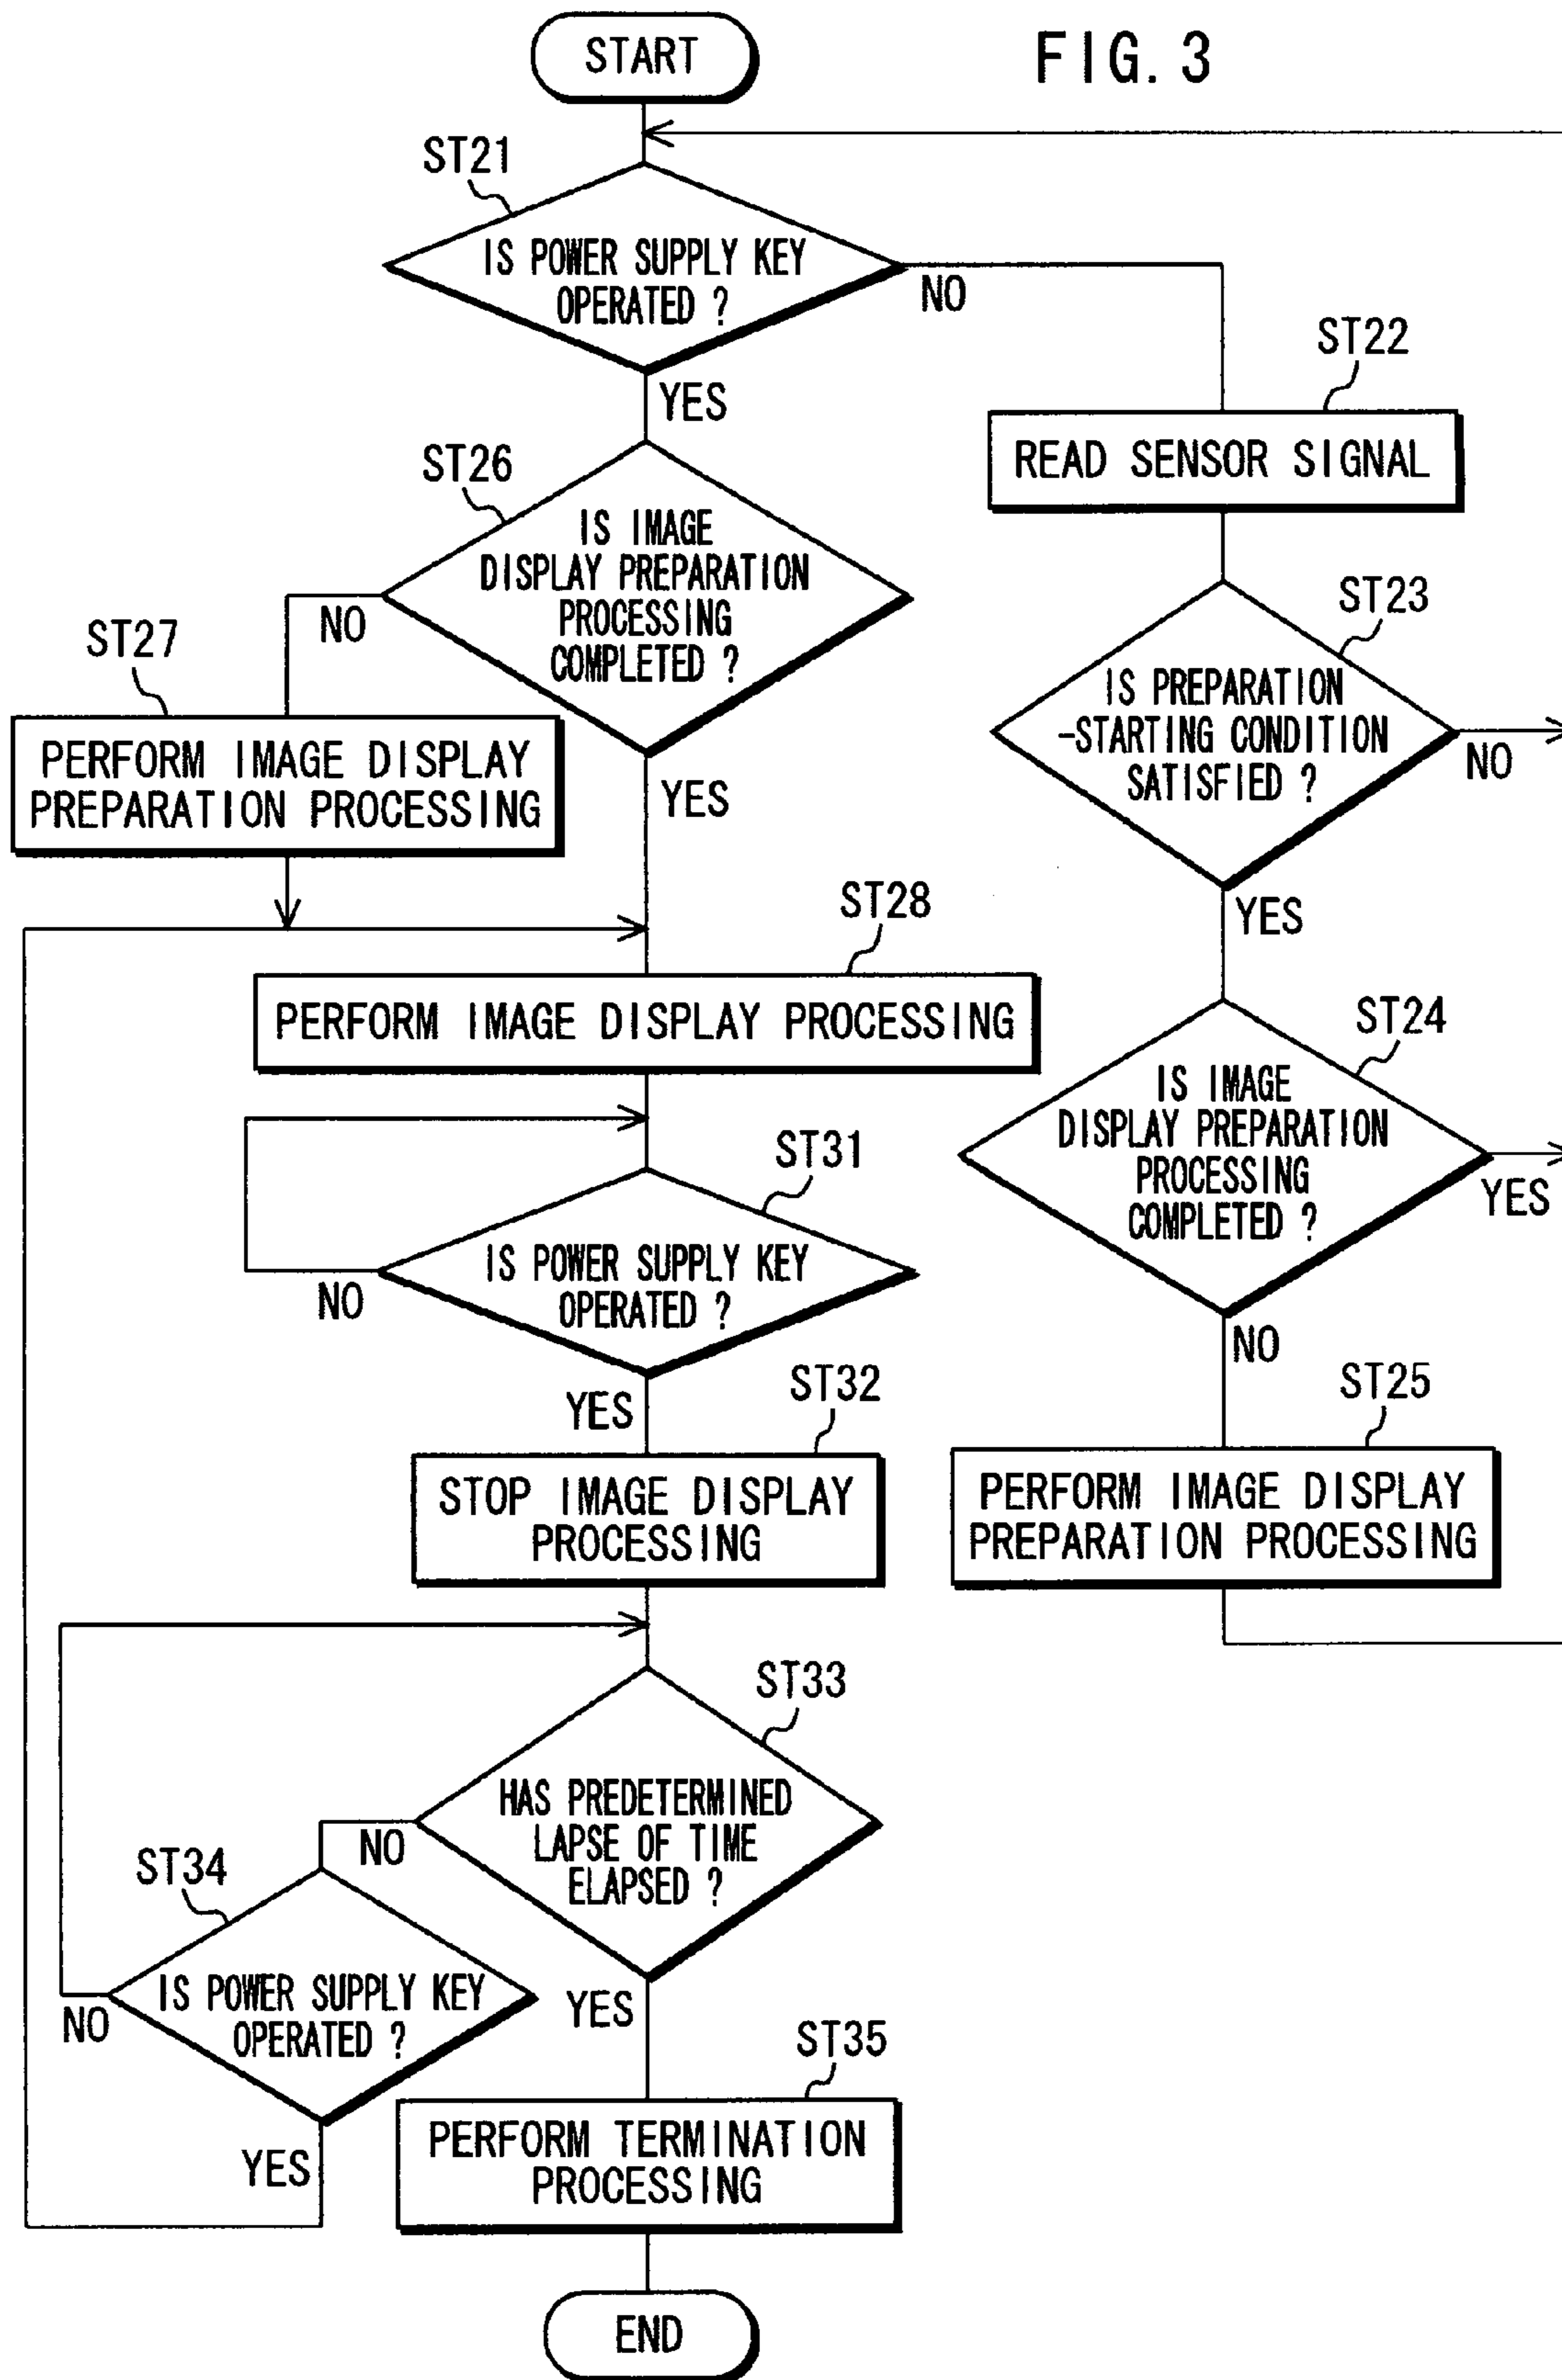 START
FIG. 3
ST21
IS POWER SUPPLY KEY
OPERATED ?
NO
YES
ST22
READ SENSOR SIGNAL
ST26
IS IMAGE
DISPLAY PREPARATION
PROCESSING
COMPLETED ?
NO
YES
ST23
IS PREPARATION
-STARTING CONDITION
SATISFIED ?
NO
YES
ST27
PERFORM IMAGE DISPLAY
PREPARATION PROCESSING
ST28
PERFORM IMAGE DISPLAY PROCESSING
ST24
IS IMAGE
DISPLAY PREPARATION
PROCESSING
COMPLETED ?
YES
NO
ST31
IS POWER SUPPLY KEY
OPERATED ?
NO
YES
ST32
STOP IMAGE DISPLAY
PROCESSING
ST25
PERFORM IMAGE DISPLAY
PREPARATION PROCESSING
ST33
HAS PREDETERMINED
LAPSE OF TIME
ELAPSED ?
NO
YES
ST34
IS POWER SUPPLY KEY
OPERATED ?
NO
YES
ST35
PERFORM TERMINATION
PROCESSING
END